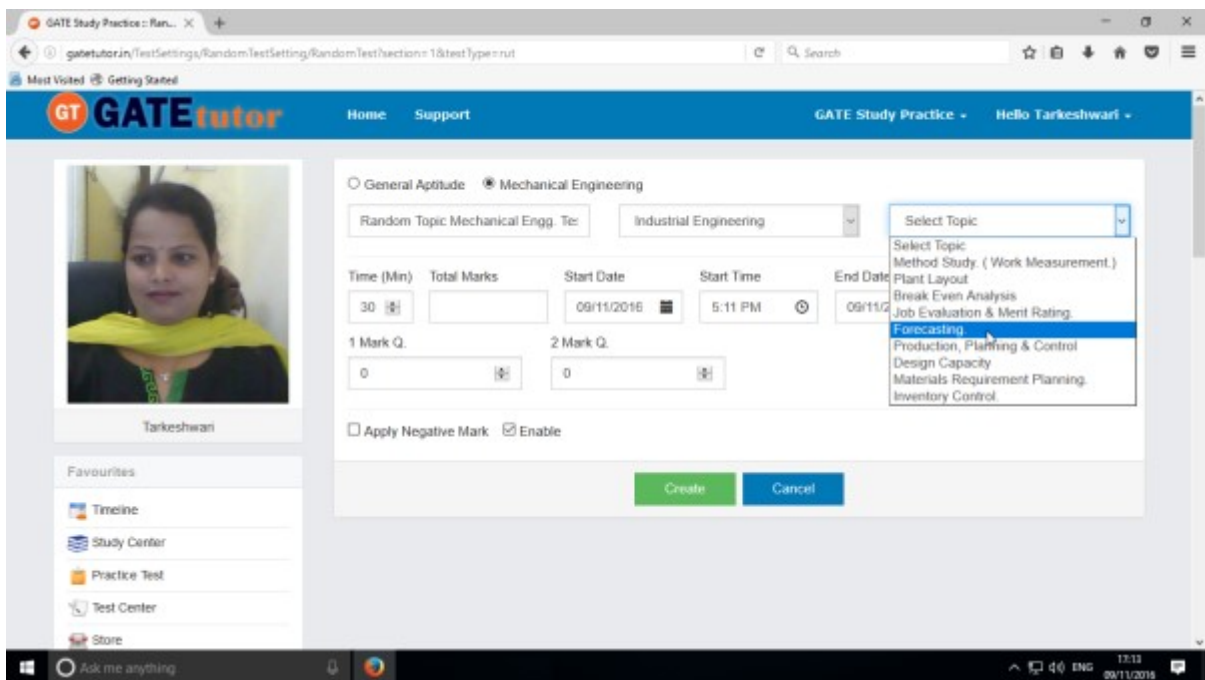 GATE Study Practice :: Ran...
gatetutor.in/TestSettings/RandomTestSetting/RandomTest?section=1&testType=rut
Search
Most Visited Getting Started
GT GATEtutor Home Support GATE Study Practice Hello Tarkeshwari
General Aptitude Mechanical Engineering
Random Topic Mechanical Engg. Tes Industrial Engineering Select Topic
Select Topic
Method Study. ( Work Measurement.)
Plant Layout
Break Even Analysis
Job Evaluation & Merit Rating.
Forecasting.
Production, Planning & Control
Design Capacity
Materials Requirement Planning.
Inventory Control.
Time (Min) Total Marks Start Date Start Time End Date
30 09/11/2016 5:11 PM 09/11/2
1 Mark Q. 2 Mark Q.
0 0
Apply Negative Mark Enable
Create Cancel
Tarkeshwari
Favourites
Timeline
Study Center
Practice Test
Test Center
Store
Ask me anything ENG 17:13
09/11/2016